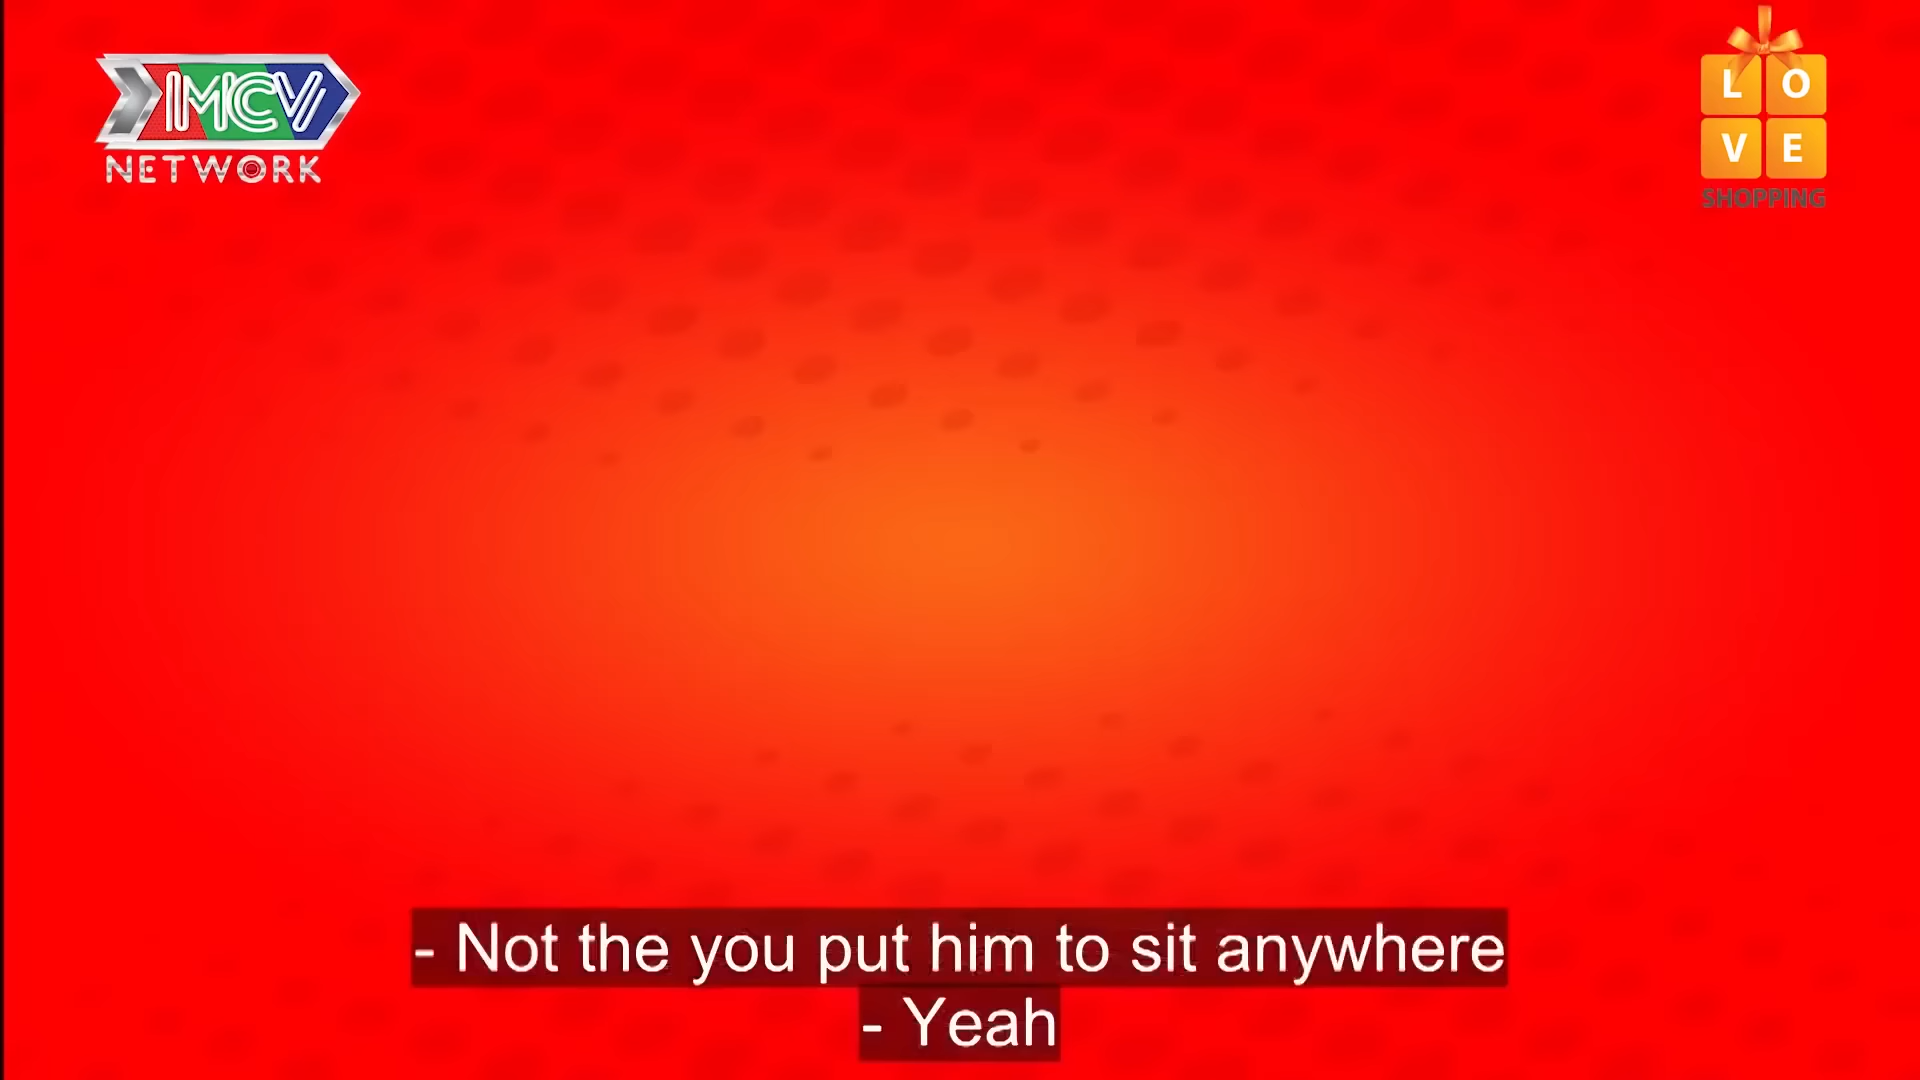 MCV
NETWORK
L O
V E
SHOPPING
- Not the you put him to sit anywhere
- Yeah